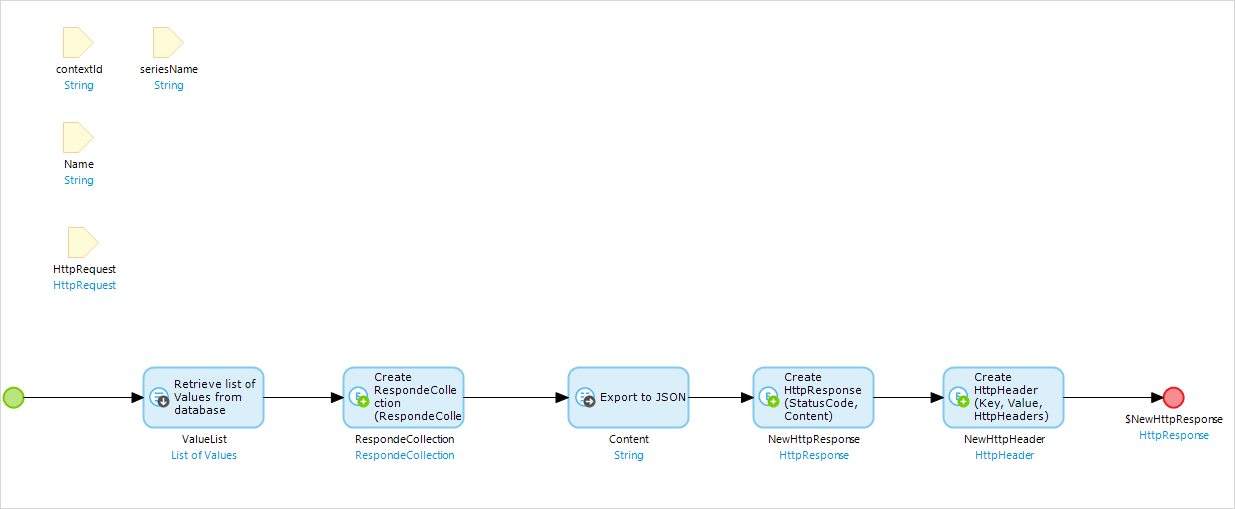 contextId
String
seriesName
String
Name
String
HttpRequest
HttpRequest
Retrieve list of
Values from
database
ValueList
List of Values
Create
RespondeColle
ction
(RespondeColle
RespondeCollection
RespondeCollection
Export to JSON
Content
String
Create
HttpResponse
(StatusCode,
Content)
NewHttpResponse
HttpResponse
Create
HttpHeader
(Key, Value,
HttpHeaders)
NewHttpHeader
HttpHeader
$NewHttpResponse
HttpResponse